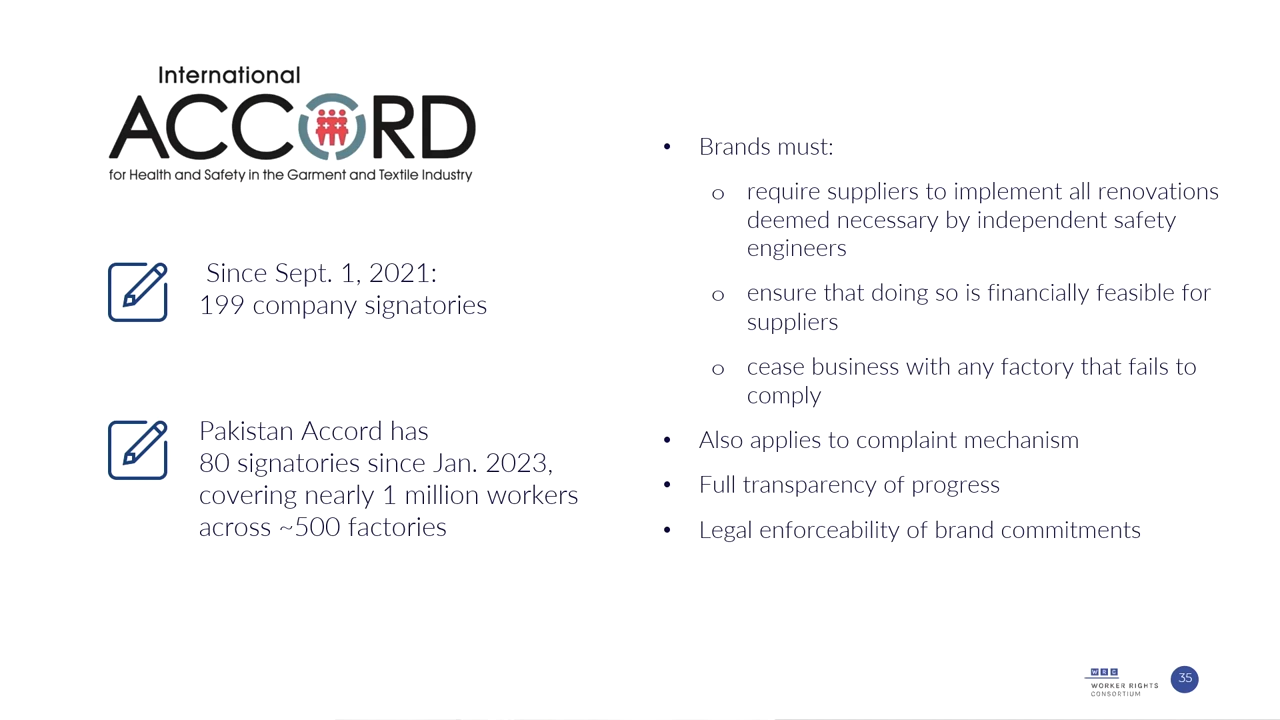 International
ACCORD
for Health and Safety in the Garment and Textile Industry
Since Sept. 1, 2021:
199 company signatories
Pakistan Accord has
80 signatories since Jan. 2023,
covering nearly 1 million workers
across ~500 factories
• Brands must:
o require suppliers to implement all renovations
deemed necessary by independent safety
engineers
o ensure that doing so is financially feasible for
suppliers
o cease business with any factory that fails to
comply
• Also applies to complaint mechanism
• Full transparency of progress
• Legal enforceability of brand commitments
WRC
WORKER RIGHTS
CONSORTIUM
35